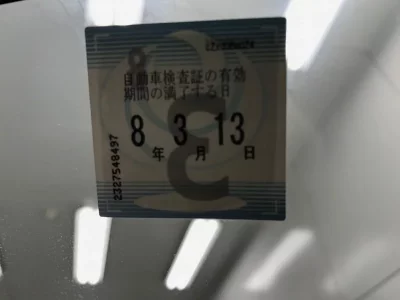 自動車検査証の有効
期間の満了する日
8 3 13
年 月 日
2327548497